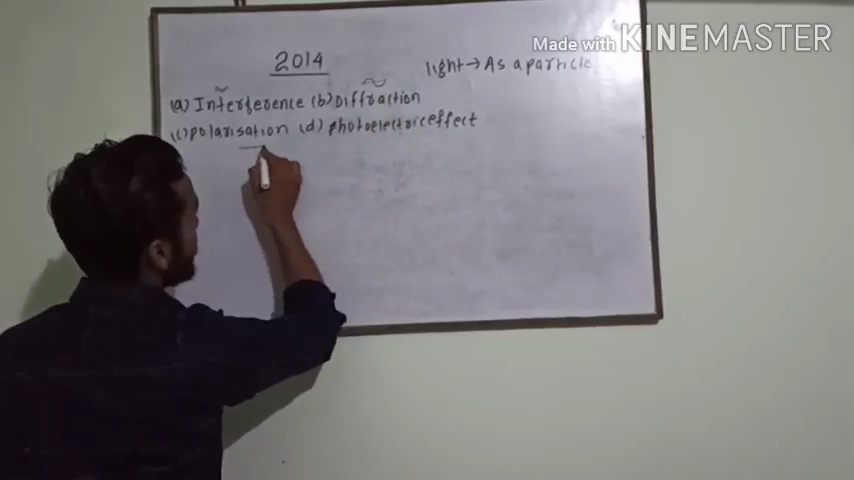 Made with KINEMASTER
2014
light → As a particle
(a) Interference (b) Diffraction
(c) polarisation (d) photoelectric effect